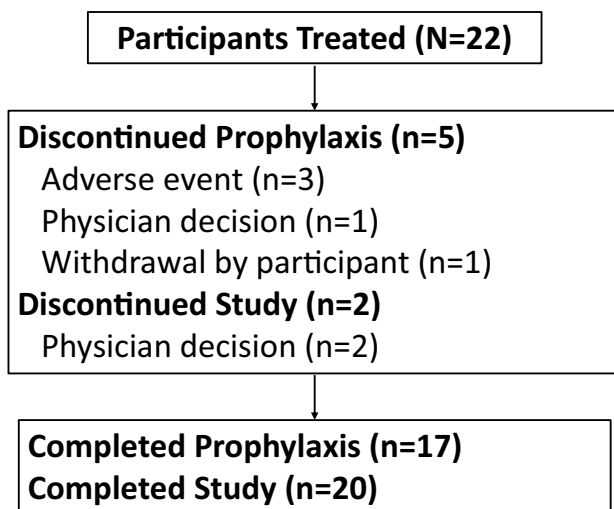 Participants Treated (N=22)
Discontinued Prophylaxis (n=5)
Adverse event (n=3)
Physician decision (n=1)
Withdrawal by participant (n=1)
Discontinued Study (n=2)
Physician decision (n=2)
Completed Prophylaxis (n=17)
Completed Study (n=20)